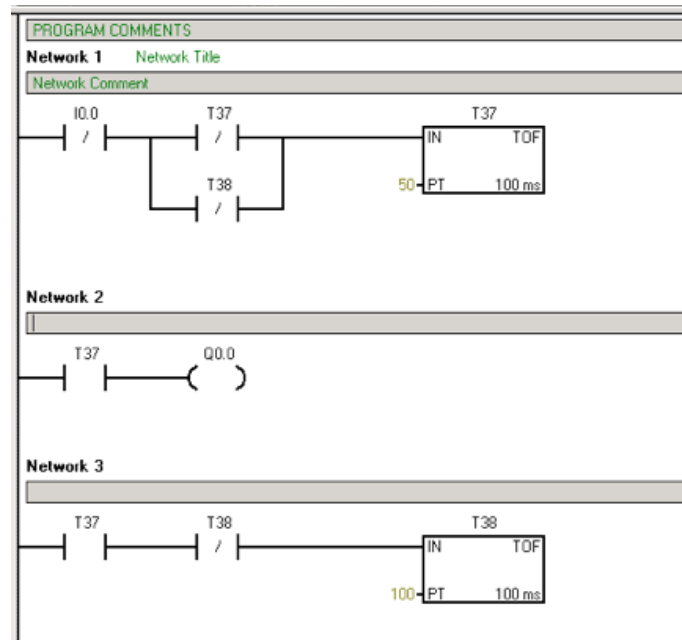 PROGRAM COMMENTS
Network 1 Network Title
Network Comment
I0.0 T37 T37
/ / IN TOF
T38 50 PT 100 ms
/
Network 2
T37 Q0.0
Network 3
T37 T38 T38
/ IN TOF
100 PT 100 ms